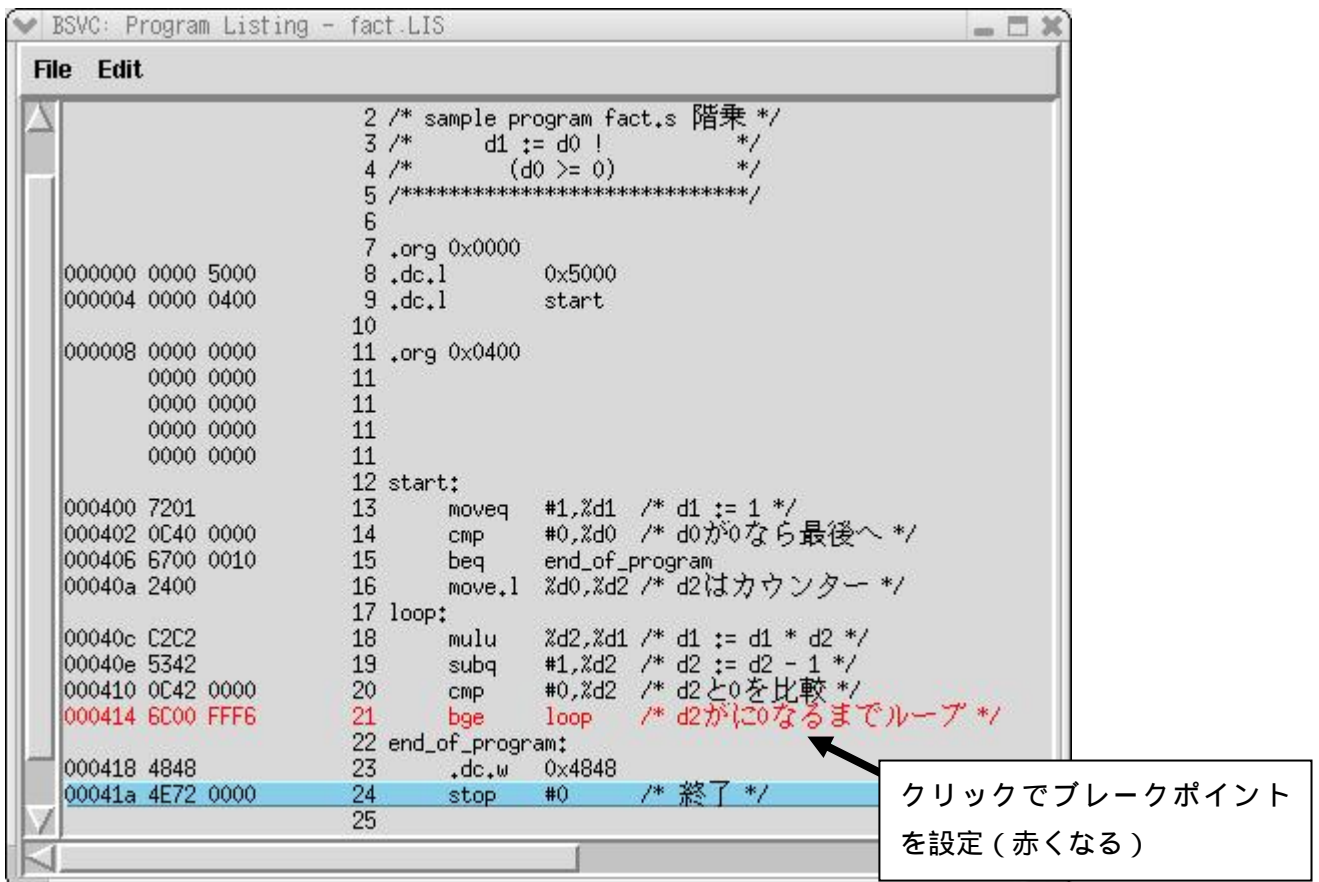 BSVC: Program Listing - fact.LIS
File Edit
2 /* sample program fact.s 階乗 */
3 /* d1 := d0 ! */
4 /* (d0 >= 0) */
5 /*****************************/
6
7 .org 0x0000
000000 0000 5000 8 .dc.l 0x5000
000004 0000 0400 9 .dc.l start
10
000008 0000 0000 11 .org 0x0400
0000 0000 11
0000 0000 11
0000 0000 11
0000 0000 11
12 start:
000400 7201 13 moveq #1,%d1 /* d1 := 1 */
000402 0C40 0000 14 cmp #0,%d0 /* d0が0なら最後へ */
000406 6700 0010 15 beq end_of_program
00040a 2400 16 move.l %d0,%d2 /* d2はカウンター */
17 loop:
00040c C2C2 18 mulu %d2,%d1 /* d1 := d1 * d2 */
00040e 5342 19 subq #1,%d2 /* d2 := d2 - 1 */
000410 0C42 0000 20 cmp #0,%d2 /* d2と0を比較 */
000414 6C00 FFF6 21 bge loop /* d2がに0なるまでループ */
22 end_of_program:
000418 4848 23 .dc.w 0x4848
00041a 4E72 0000 24 stop #0 /* 終了 */
25
クリックでブレークポイント
を設定(赤くなる)